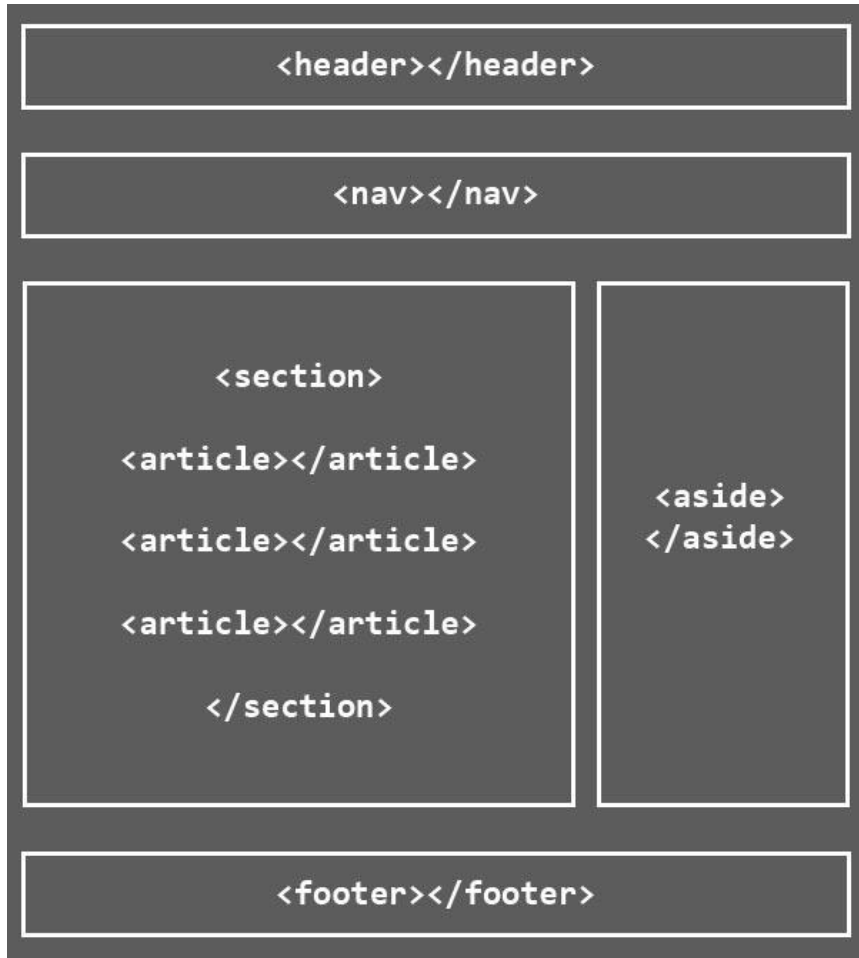 <header></header>
<nav></nav>
<section>
<article></article>
<article></article>
<article></article>
</section>
<aside>
</aside>
<footer></footer>